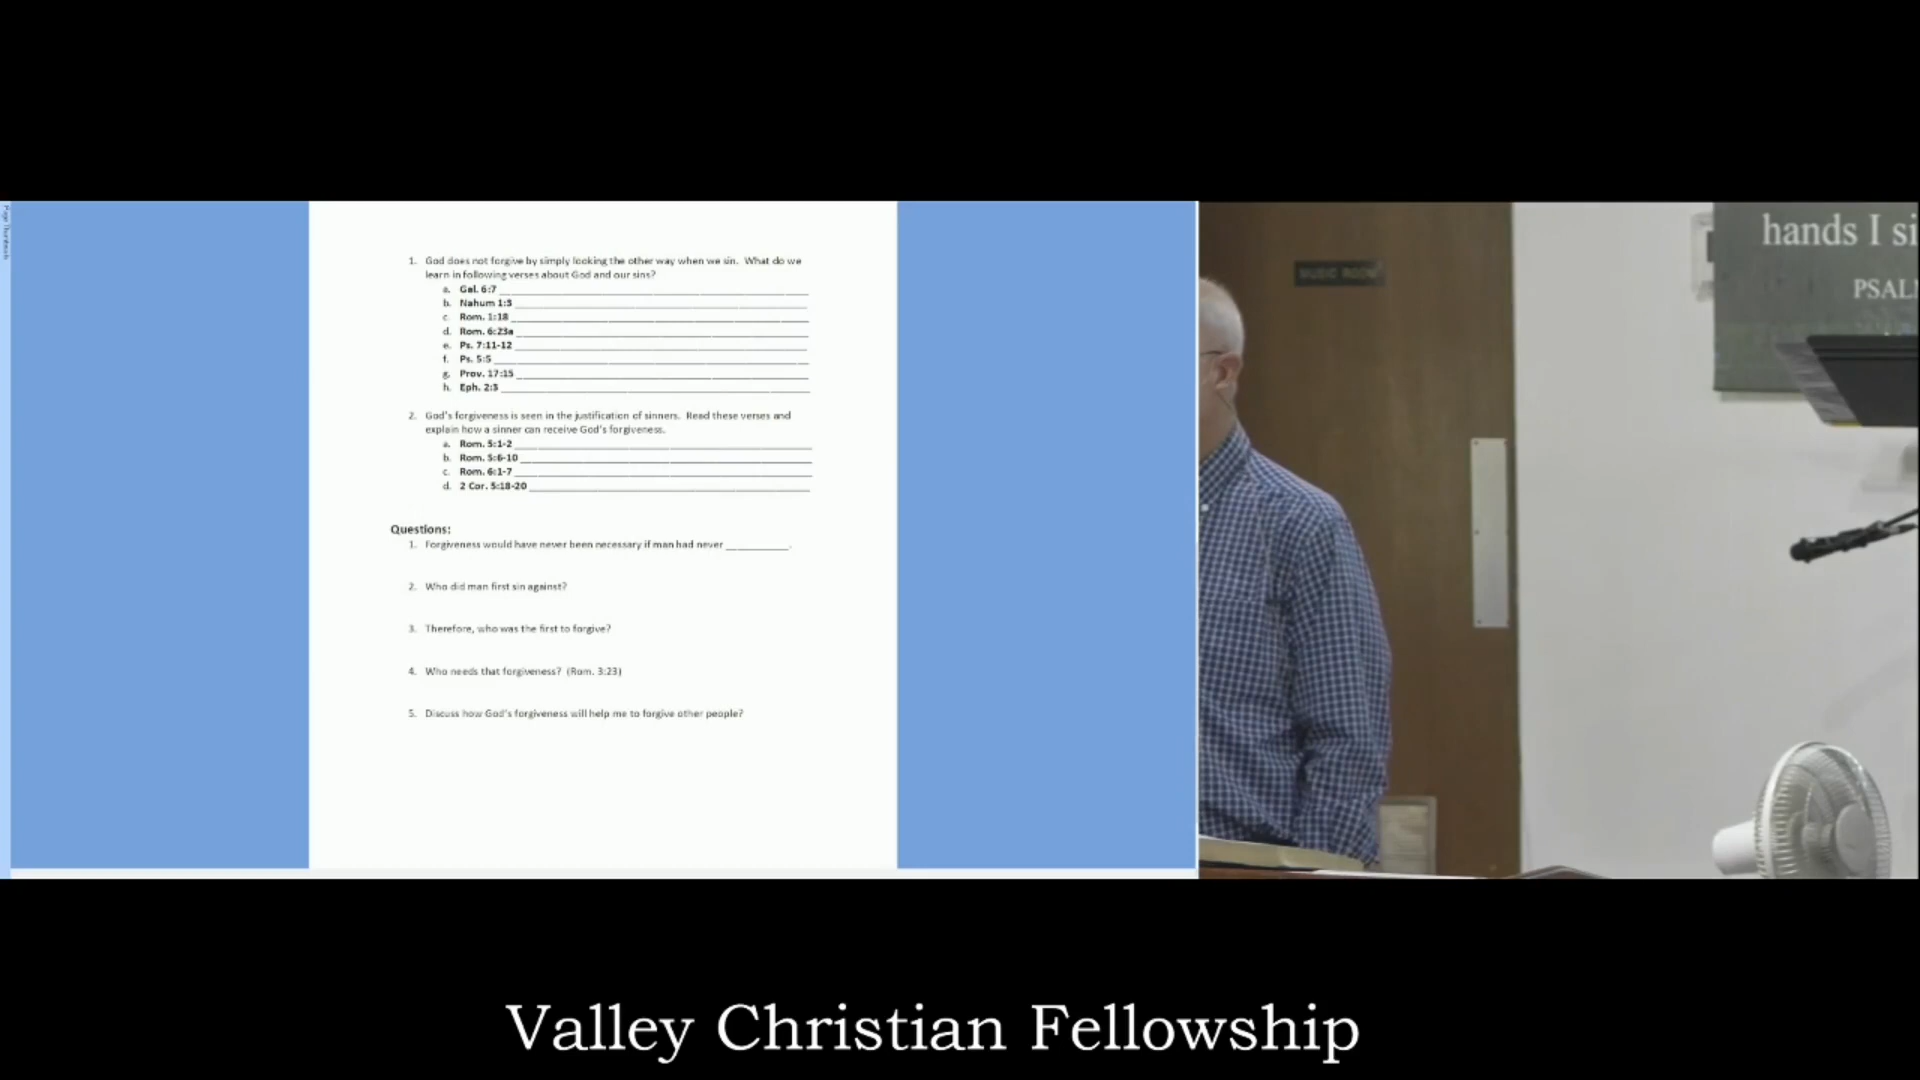 Page Thumbnails
1. God does not forgive by simply looking the other way when we sin. What do we
learn in following verses about God and our sins?
a. Gal. 6:7
b. Nahum 1:3
c. Rom. 1:18
d. Rom. 6:23a
e. Ps. 7:11-12
f. Ps. 5:5
g. Prov. 17:15
h. Eph. 2:3
2. God's forgiveness is seen in the justification of sinners. Read these verses and
explain how a sinner can receive God's forgiveness.
a. Rom. 5:1-2
b. Rom. 5:6-10
c. Rom. 6:1-7
d. 2 Cor. 5:18-20
Questions:
1. Forgiveness would have never been necessary if man had never __________.
2. Who did man first sin against?
3. Therefore, who was the first to forgive?
4. Who needs that forgiveness? (Rom. 3:23)
5. Discuss how God's forgiveness will help me to forgive other people?
MUSIC ROOM
hands I si
PSAL
Valley Christian Fellowship